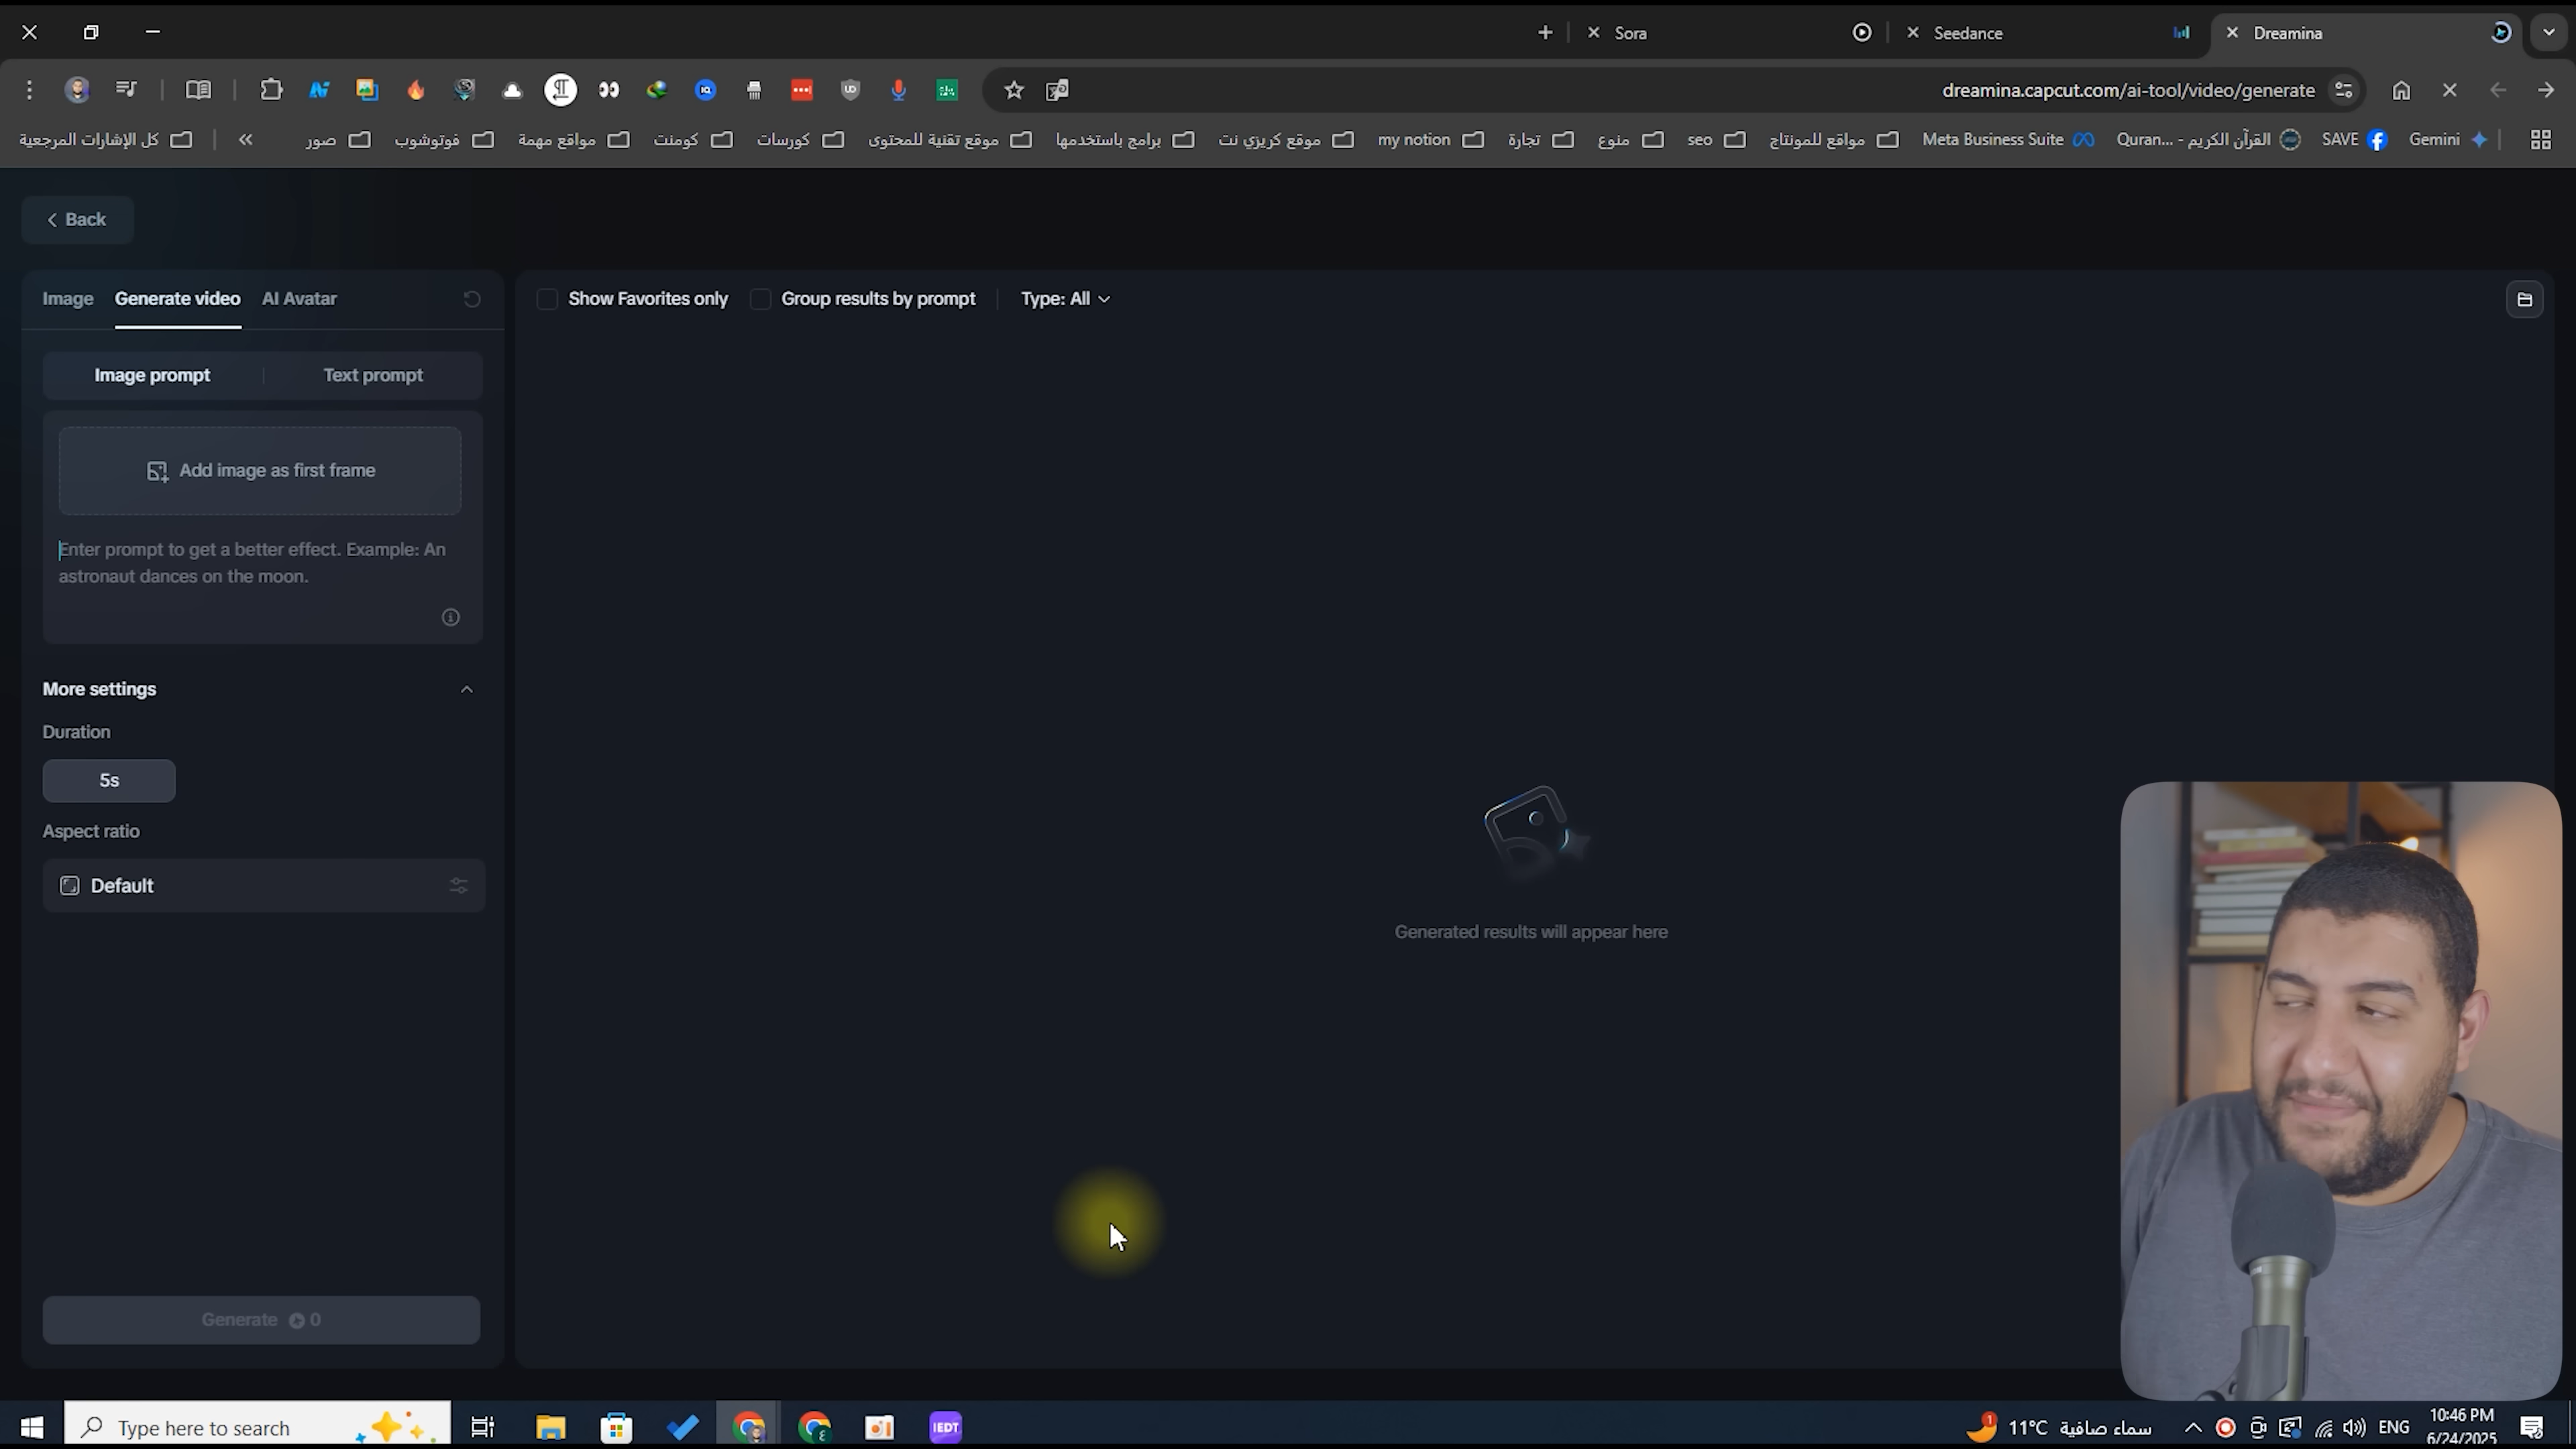 Sora
Seedance
Dreamina
dreamina.capcut.com/ai-tool/video/generate
كل الإشارات المرجعية
صور
فوتوشوب
مواقع مهمة
كومنت
كورسات
موقع تقنية للمحتوى
برامج باستخدمها
موقع كريزي نت
my notion
تجارة
منوع
seo
مواقع للمونتاج
Meta Business Suite
Quran... - القرآن الكريم
SAVE
Gemini
Back
Image
Generate video
AI Avatar
Show Favorites only
Group results by prompt
Type: All
Image prompt
Text prompt
Add image as first frame
Enter prompt to get a better effect. Example: An
astronaut dances on the moon.
More settings
Duration
5s
Aspect ratio
Default
Generated results will appear here
Generate 0
Type here to search
IEDT
1
11°C سماء صافية
ENG
10:46 PM
6/24/2025